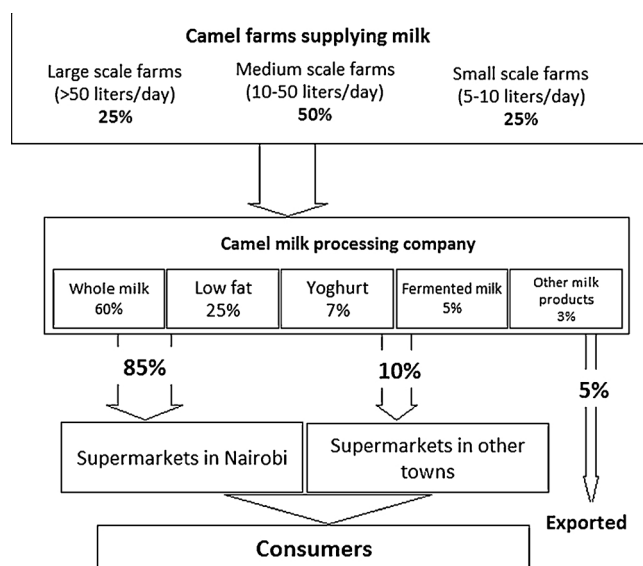 Camel farms supplying milk
Large scale farms
(>50 liters/day)
25%
Medium scale farms
(10-50 liters/day)
50%
Small scale farms
(5-10 liters/day)
25%
Camel milk processing company
Whole milk
60%
Low fat
25%
Yoghurt
7%
Fermented milk
5%
Other milk
products
3%
85%
10%
5%
Supermarkets in Nairobi
Supermarkets in other
towns
Exported
Consumers